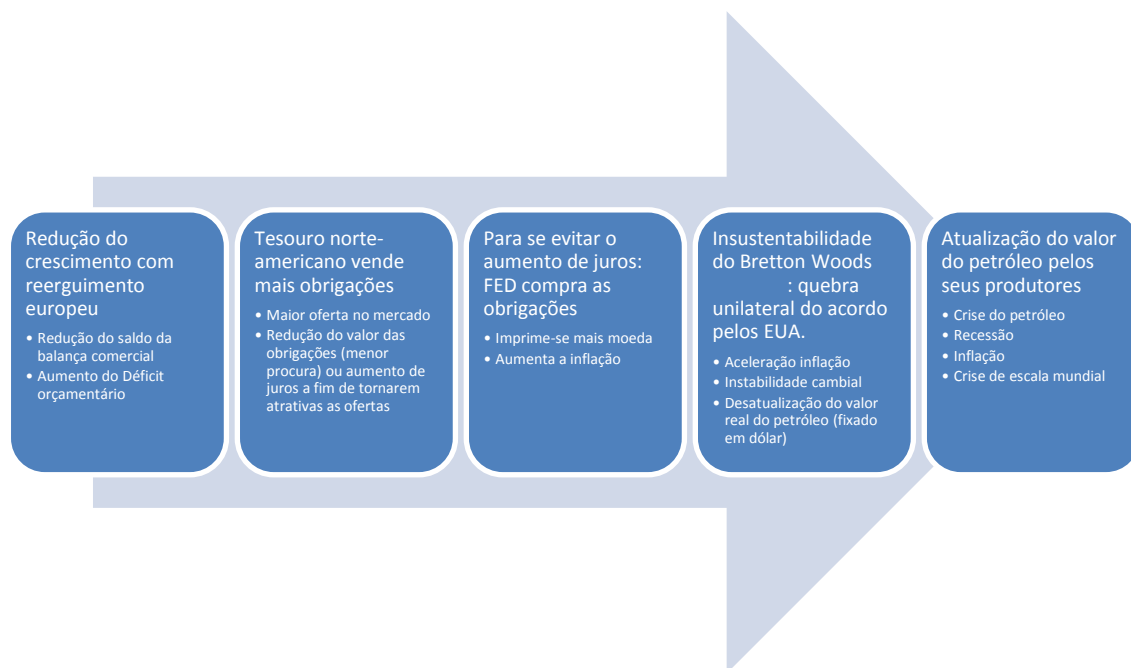 Redução do
crescimento com
reerguimento
europeu
• Redução do saldo da
balança comercial
• Aumento do Déficit
orçamentário
Tesouro norte-
americano vende
mais obrigações
• Maior oferta no mercado
• Redução do valor das
obrigações (menor
procura) ou aumento de
juros a fim de tornarem
atrativas as ofertas
Para se evitar o
aumento de juros:
FED compra as
obrigações
• Imprime-se mais moeda
• Aumenta a inflação
Insustentabilidade
do Bretton Woods
: quebra
unilateral do acordo
pelos EUA.
• Aceleração inflação
• Instabilidade cambial
• Desatualização do valor
real do petróleo (fixado
em dólar)
Atualização do valor
do petróleo pelos
seus produtores
• Crise do petróleo
• Recessão
• Inflação
• Crise de escala mundial